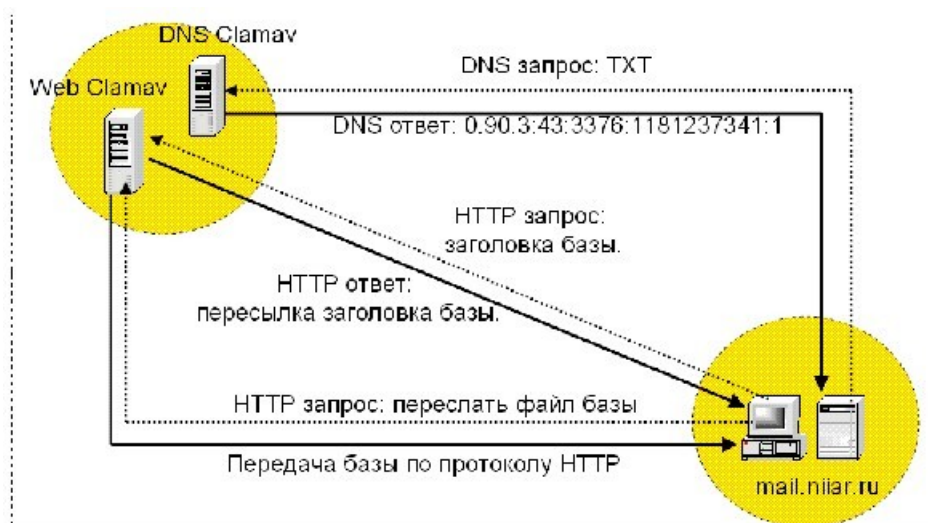 DNS Clamav
DNS запрос: TXT
Web Clamav
DNS ответ: 0.90.3:43:3376:1181237341:1
HTTP запрос:
заголовка базы.
HTTP ответ:
пересылка заголовка базы.
HTTP запрос: переслать файл базы
Передача базы по протоколу HTTP
mail.niiar.ru